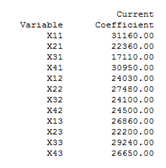 Current
Variable Coefficient
X11 31160.00
X21 22360.00
X31 17110.00
X41 30950.00
X12 24030.00
X22 27480.00
X32 24100.00
X42 24500.00
X13 26860.00
X23 22200.00
X33 29240.00
X43 26650.00